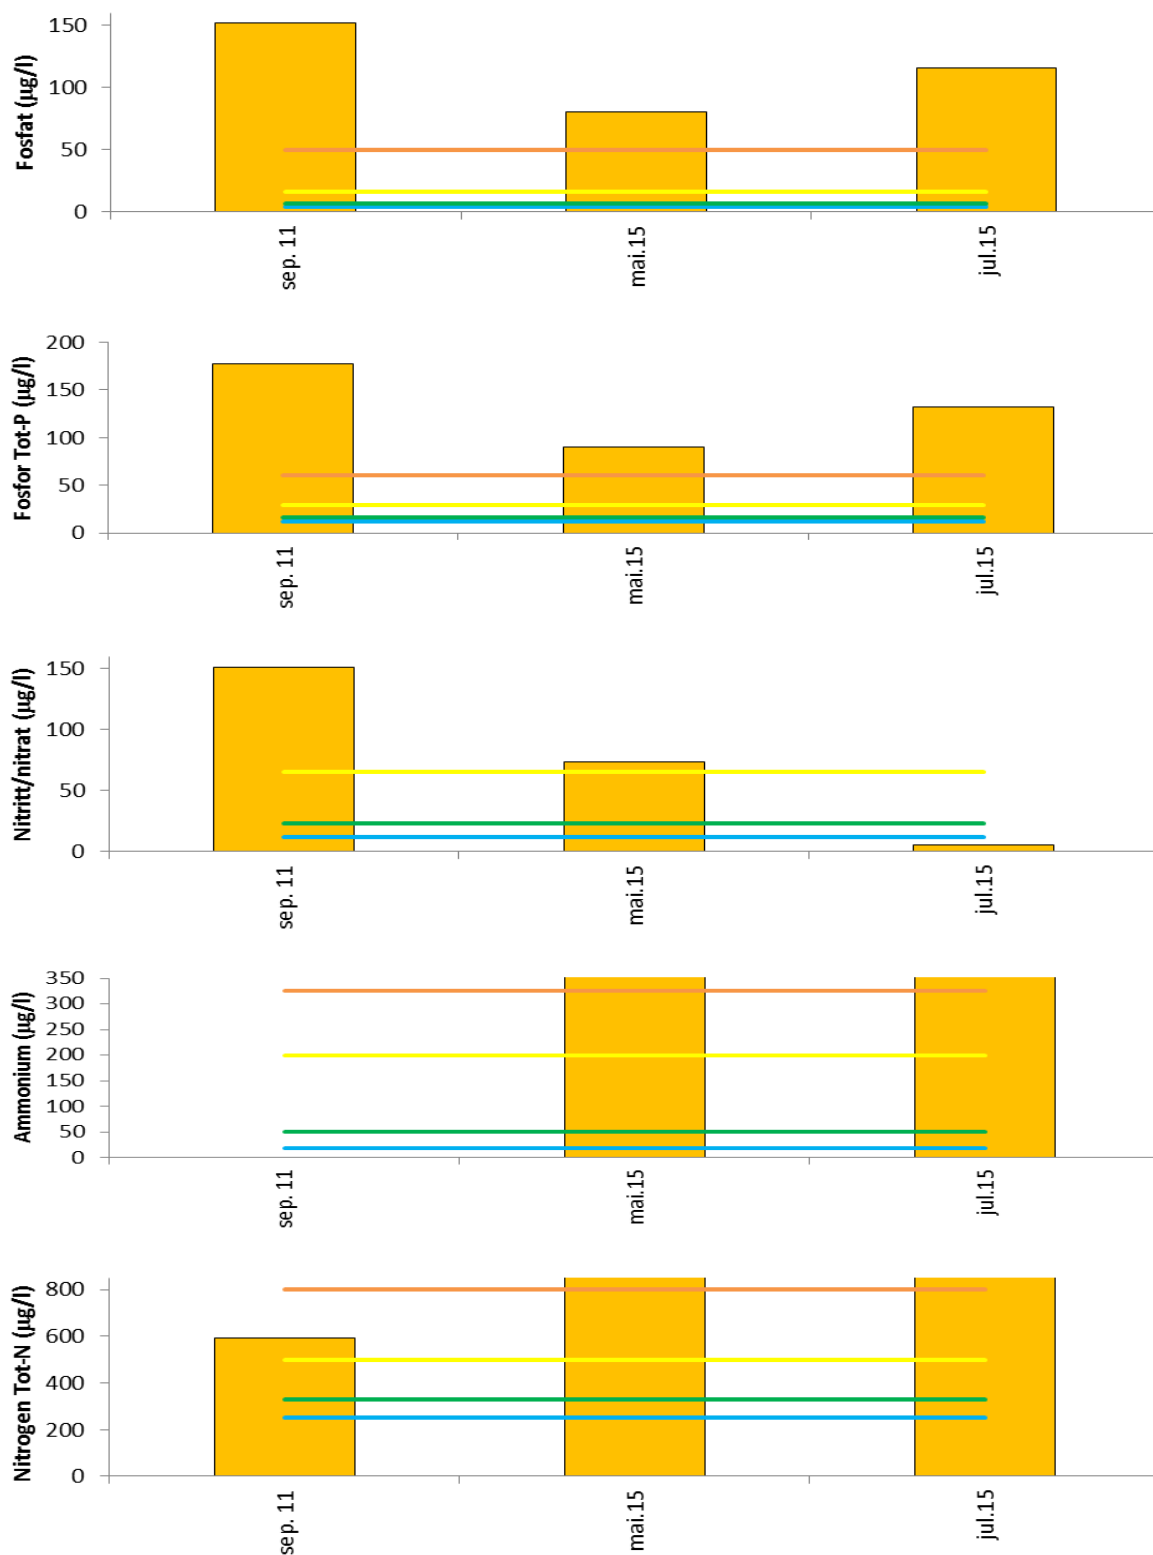 Fosfat (µg/l)
150
100
50
0
sep. 11
mai.15
jul.15
Fosfor Tot-P (µg/l)
200
150
100
50
0
sep. 11
mai.15
jul.15
Nitritt/nitrat (µg/l)
150
100
50
0
sep. 11
mai.15
jul.15
Ammonium (µg/l)
350
300
250
200
150
100
50
0
sep. 11
mai.15
jul.15
Nitrogen Tot-N (µg/l)
800
600
400
200
0
sep. 11
mai.15
jul.15